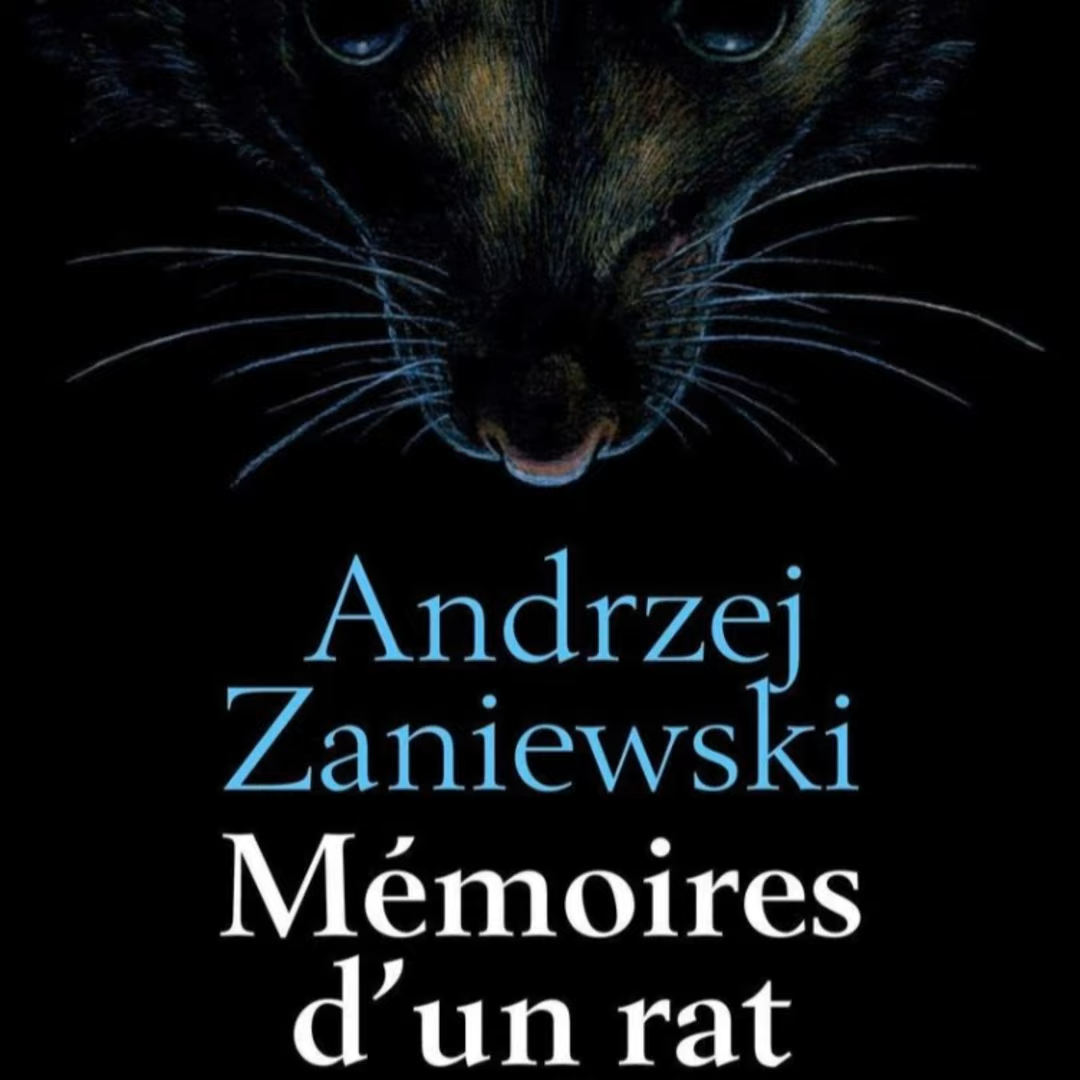 Andrzej
Zaniewski
Mémoires
d’un rat